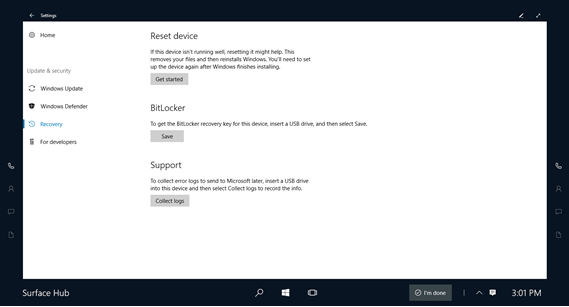 Settings
Home
Update & security
Windows Update
Windows Defender
Recovery
For developers
Reset device
If this device isn't running well, resetting it might help. This
removes your files and then reinstalls Windows. You'll need to set
up the device again after Windows finishes installing.
Get started
BitLocker
To get the BitLocker recovery key for this device, insert a USB drive, and then select Save.
Save
Support
To collect error logs to send to Microsoft later, insert a USB drive
into this device and then select Collect logs to record the info.
Collect logs
Surface Hub
I'm done
3:01 PM